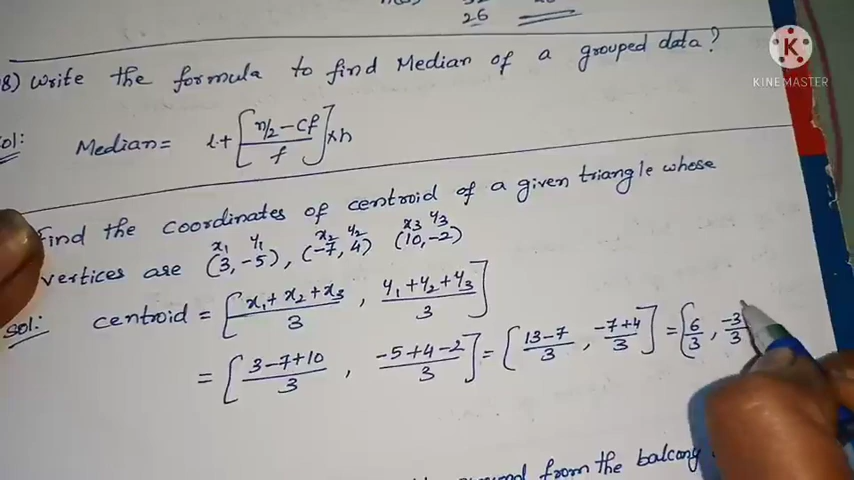 26
8) Write the formula to find Median of a grouped data?
Sol: Median = l + [n/2 - cf / f] x h
Find the coordinates of centroid of a given triangle whose
x1 y1 x2 y2 x3 y3
vertices are (3, -5), (-7, 4) (10, -2)
Sol: centroid = [x1 + x2 + x3 / 3 , y1 + y2 + y3 / 3]
= [3 - 7 + 10 / 3 , -5 + 4 - 2 / 3] = [13 - 7 / 3 , -7 + 4 / 3] = [6/3 , -3/3
from the balcony
K
KINE MASTER